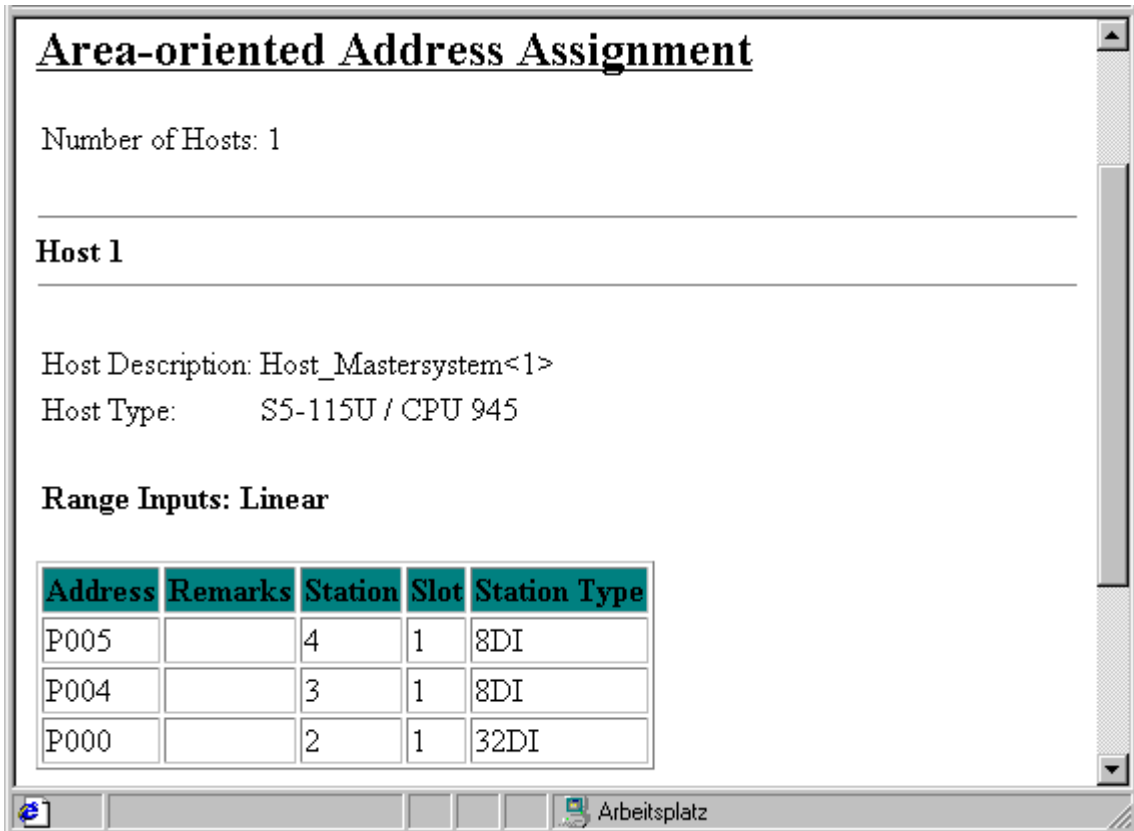 Area-oriented Address Assignment
Number of Hosts: 1
Host 1
Host Description: Host_Mastersystem<1>
Host Type: S5-115U / CPU 945
Range Inputs: Linear
Address Remarks Station Slot Station Type
P005 4 1 8DI
P004 3 1 8DI
P000 2 1 32DI
Arbeitsplatz